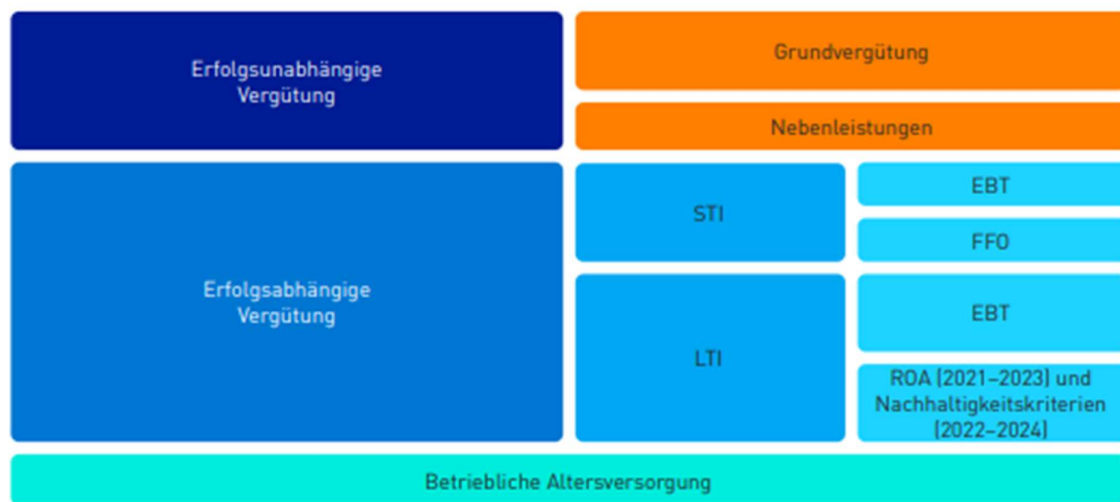 Erfolgsunabhängige
Vergütung
Grundvergütung
Nebenleistungen
Erfolgsabhängige
Vergütung
STI
EBT
FFO
LTI
EBT
ROA (2021–2023) und
Nachhaltigkeitskriterien
(2022–2024)
Betriebliche Altersversorgung